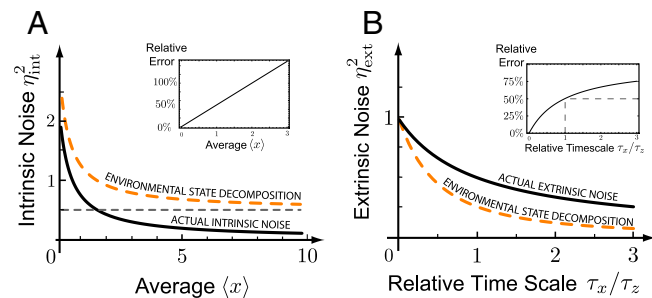 A
Intrinsic Noise η²int
2
1
0
5
10
Average ⟨x⟩
ENVIRONMENTAL STATE DECOMPOSITION
ACTUAL INTRINSIC NOISE
Relative
Error
100%
50%
0%
0
1
2
3
Average ⟨x⟩
B
Extrinsic Noise η²ext
1
0
1
2
3
Relative Time Scale τx/τz
ACTUAL EXTRINSIC NOISE
ENVIRONMENTAL STATE DECOMPOSITION
Relative
Error
75%
50%
25%
0%
0
1
2
3
Relative Timescale τx/τz